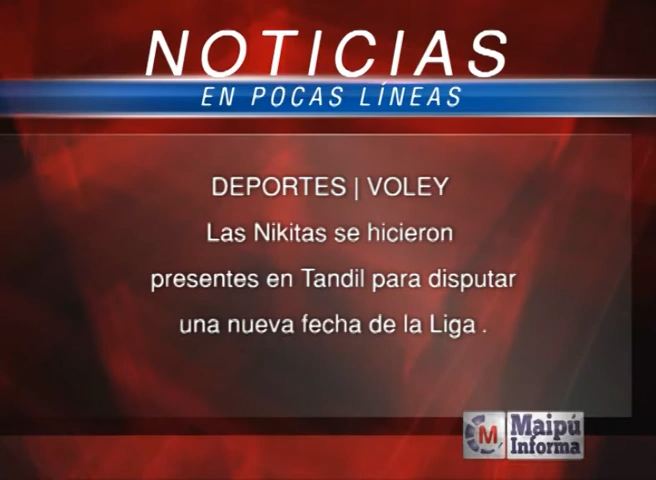 NOTICIAS
EN POCAS LÍNEAS
DEPORTES | VOLEY
Las Nikitas se hicieron
presentes en Tandil para disputar
una nueva fecha de la Liga .
M Maipú
Informa